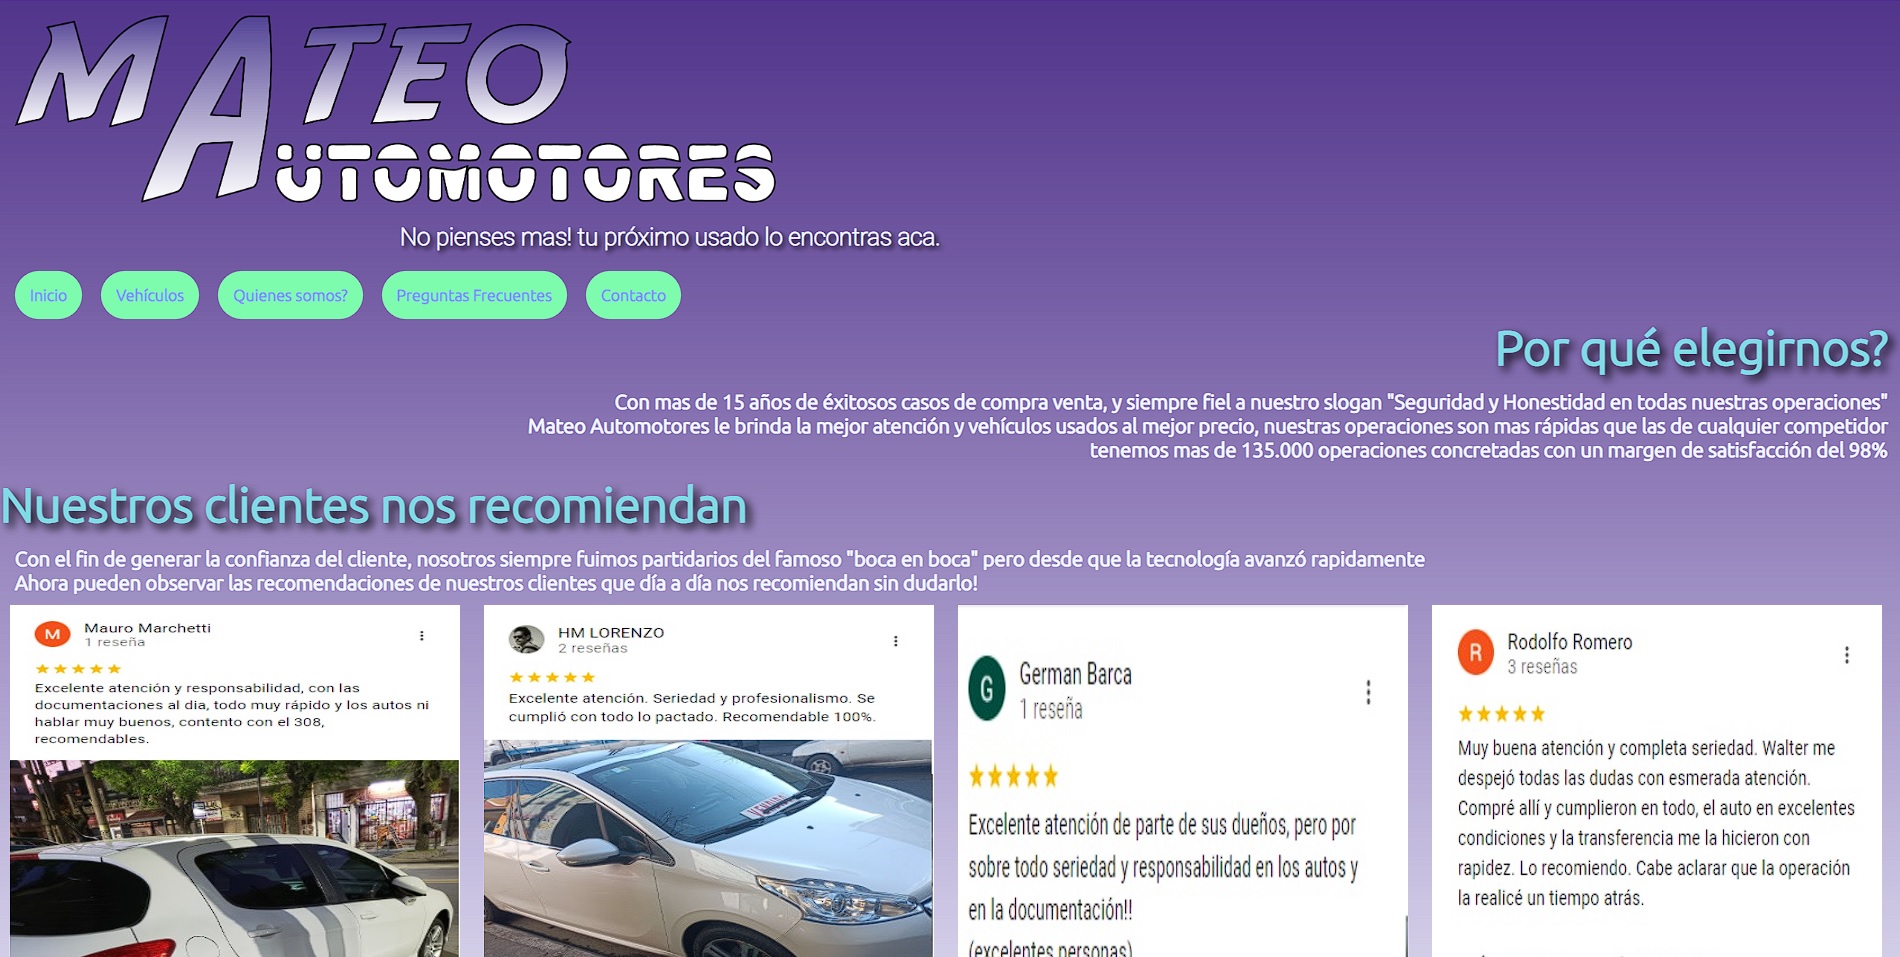 MATEO
AUTOMOTORES
No pienses mas! tu próximo usado lo encontras aca.
Inicio
Vehículos
Quienes somos?
Preguntas Frecuentes
Contacto
Por qué elegirnos?
Con mas de 15 años de éxitosos casos de compra venta, y siempre fiel a nuestro slogan "Seguridad y Honestidad en todas nuestras operaciones"
Mateo Automotores le brinda la mejor atención y vehículos usados al mejor precio, nuestras operaciones son mas rápidas que las de cualquier competidor
tenemos mas de 135.000 operaciones concretadas con un margen de satisfacción del 98%
Nuestros clientes nos recomiendan
Con el fin de generar la confianza del cliente, nosotros siempre fuimos partidarios del famoso "boca en boca" pero desde que la tecnología avanzó rapidamente
Ahora pueden observar las recomendaciones de nuestros clientes que día a día nos recomiendan sin dudarlo!
M
Mauro Marchetti
1 reseña
Excelente atención y responsabilidad, con las
documentaciones al dia, todo muy rápido y los autos ni
hablar muy buenos, contento con el 308,
recomendables.
HM LORENZO
2 reseñas
Excelente atención. Seriedad y profesionalismo. Se
cumplió con todo lo pactado. Recomendable 100%.
G
German Barca
1 reseña
Excelente atención de parte de sus dueños, pero por
sobre todo seriedad y responsabilidad en los autos y
en la documentación!!
(excelentes personas)
R
Rodolfo Romero
3 reseñas
Muy buena atención y completa seriedad. Walter me
despejó todas las dudas con esmerada atención.
Compré allí y cumplieron en todo, el auto en excelentes
condiciones y la transferencia me la hicieron con
rapidez. Lo recomiendo. Cabe aclarar que la operación
la realicé un tiempo atrás.